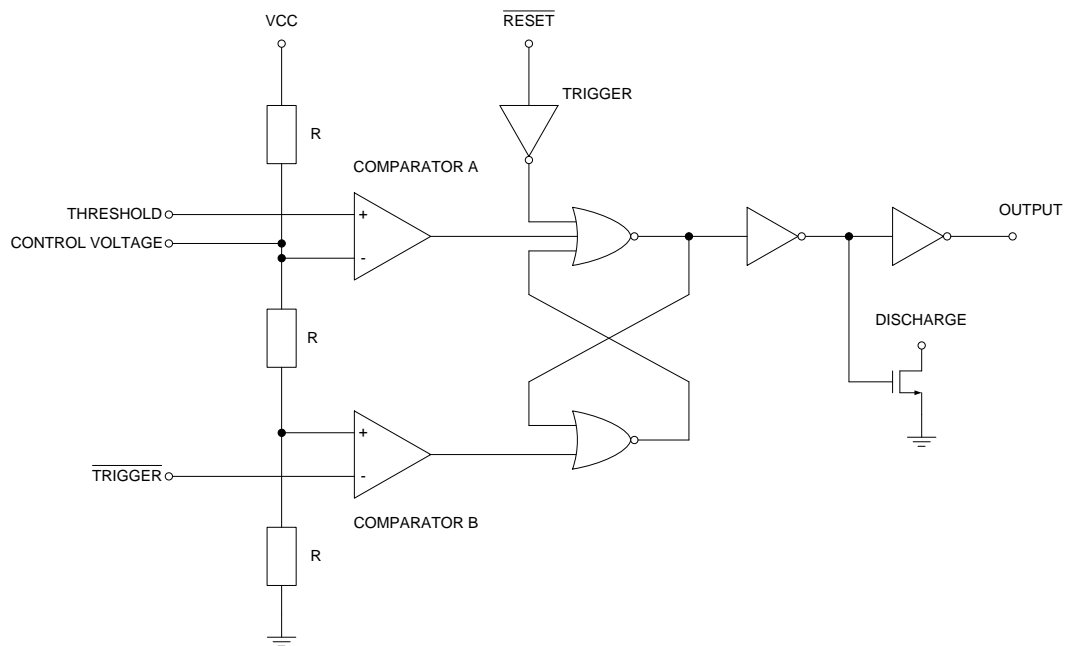 VCC
RESET
TRIGGER
R
COMPARATOR A
THRESHOLD
+
OUTPUT
CONTROL VOLTAGE
-
DISCHARGE
R
+
TRIGGER
-
COMPARATOR B
R